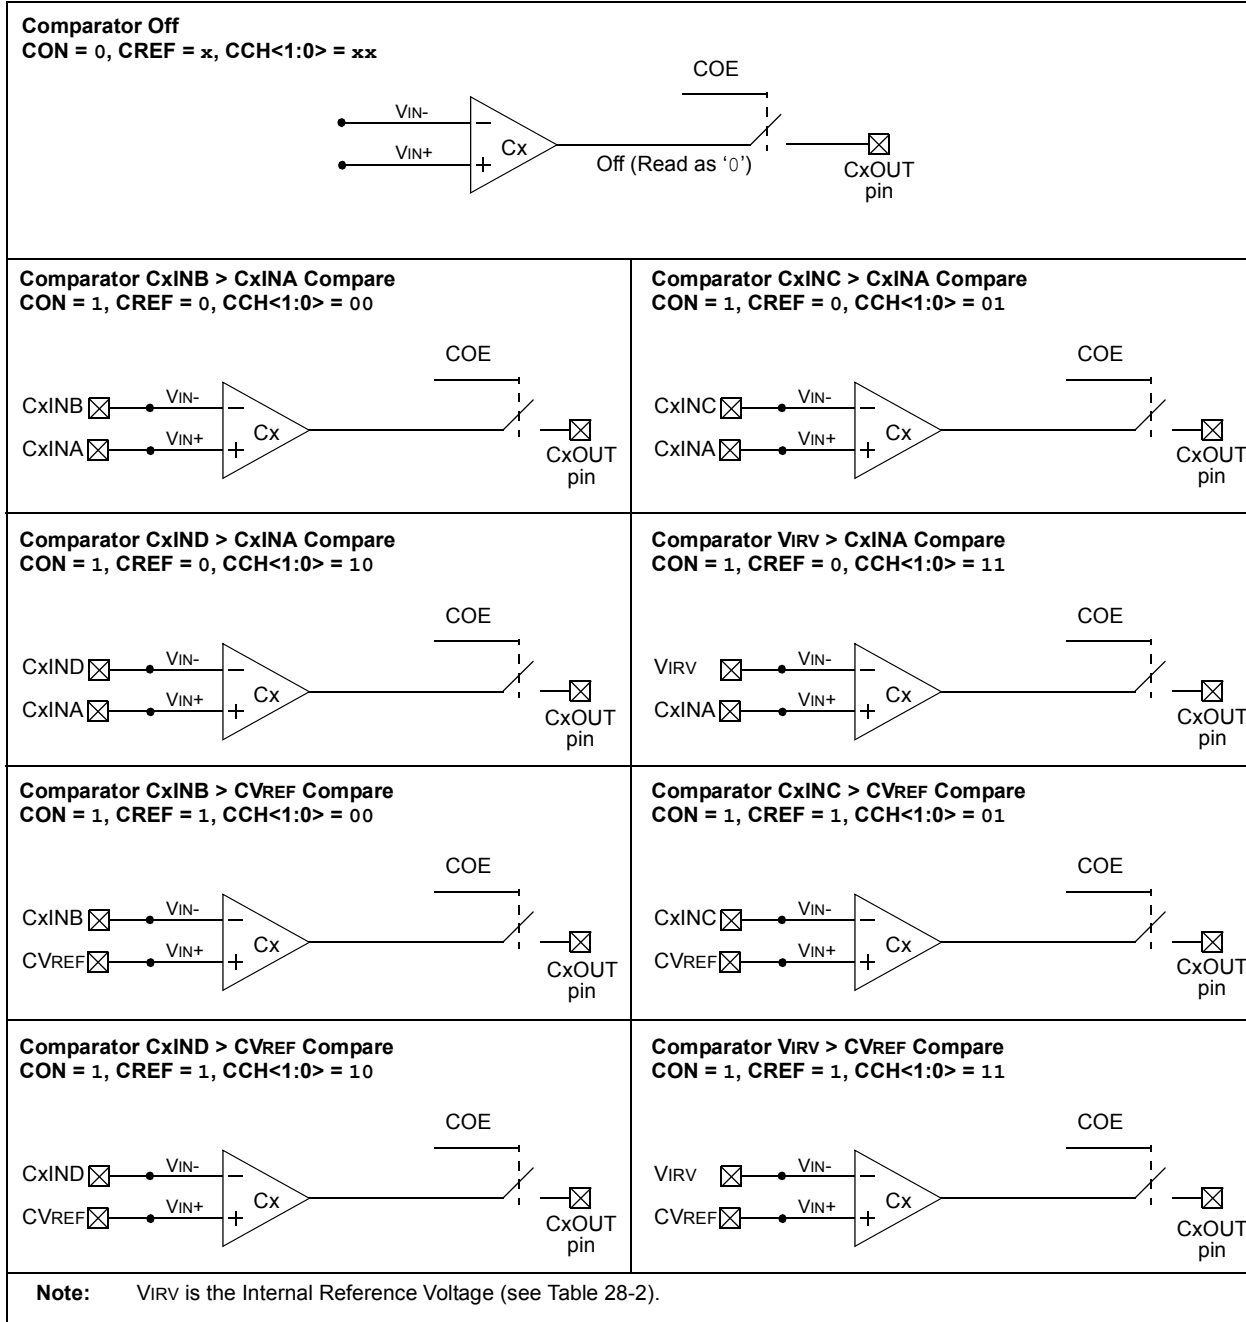 Comparator Off
CON = 0, CREF = x, CCH<1:0> = xx
COE
VIN-
VIN+
−
+
Cx
Off (Read as ‘0’)
CxOUT
pin
Comparator CxINB > CxINA Compare
CON = 1, CREF = 0, CCH<1:0> = 00
COE
CxINB
VIN-
−
CxINA
VIN+
+
Cx
CxOUT
pin
Comparator CxINC > CxINA Compare
CON = 1, CREF = 0, CCH<1:0> = 01
COE
CxINC
VIN-
−
CxINA
VIN+
+
Cx
CxOUT
pin
Comparator CxIND > CxINA Compare
CON = 1, CREF = 0, CCH<1:0> = 10
COE
CxIND
VIN-
−
CxINA
VIN+
+
Cx
CxOUT
pin
Comparator VIRV > CxINA Compare
CON = 1, CREF = 0, CCH<1:0> = 11
COE
VIRV
VIN-
−
CxINA
VIN+
+
Cx
CxOUT
pin
Comparator CxINB > CVREF Compare
CON = 1, CREF = 1, CCH<1:0> = 00
COE
CxINB
VIN-
−
CVREF
VIN+
+
Cx
CxOUT
pin
Comparator CxINC > CVREF Compare
CON = 1, CREF = 1, CCH<1:0> = 01
COE
CxINC
VIN-
−
CVREF
VIN+
+
Cx
CxOUT
pin
Comparator CxIND > CVREF Compare
CON = 1, CREF = 1, CCH<1:0> = 10
COE
CxIND
VIN-
−
CVREF
VIN+
+
Cx
CxOUT
pin
Comparator VIRV > CVREF Compare
CON = 1, CREF = 1, CCH<1:0> = 11
COE
VIRV
VIN-
−
CVREF
VIN+
+
Cx
CxOUT
pin
Note: VIRV is the Internal Reference Voltage (see Table 28-2).